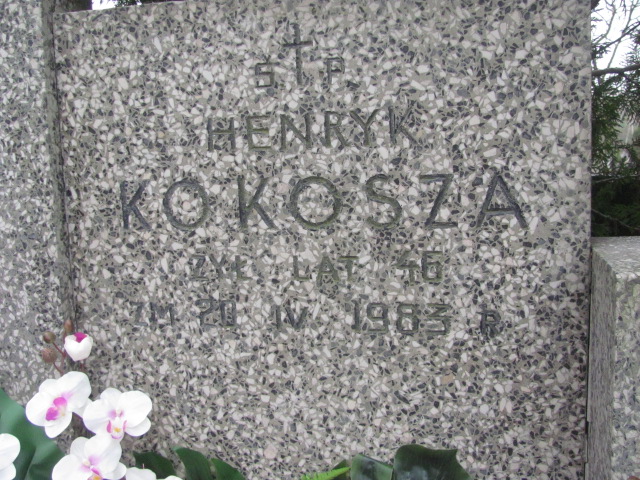 Ś P.
HENRYK
KOKOSZA
ŻYŁ LAT 46
ZM 20 IV 1983 R